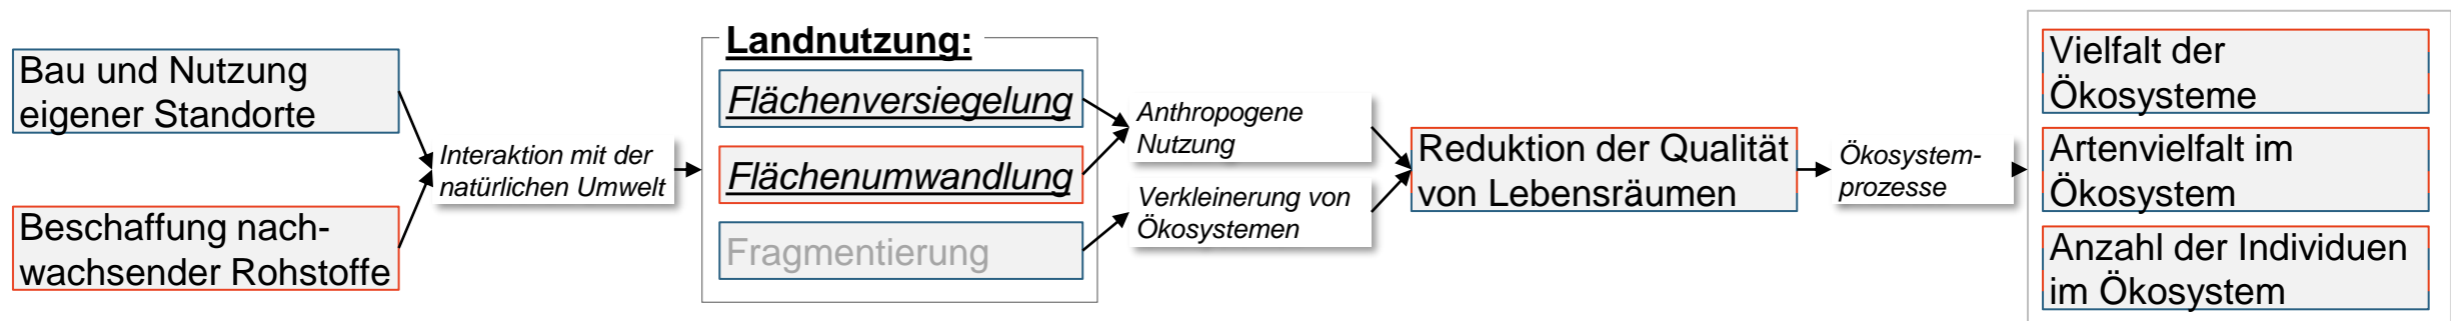 Bau und Nutzung
eigener Standorte
Beschaffung nach-
wachsender Rohstoffe
Interaktion mit der
natürlichen Umwelt
Landnutzung:
Flächenversiegelung
Flächenumwandlung
Fragmentierung
Anthropogene
Nutzung
Verkleinerung von
Ökosystemen
Reduktion der Qualität
von Lebensräumen
Ökosystem-
prozesse
Vielfalt der
Ökosysteme
Artenvielfalt im
Ökosystem
Anzahl der Individuen
im Ökosystem